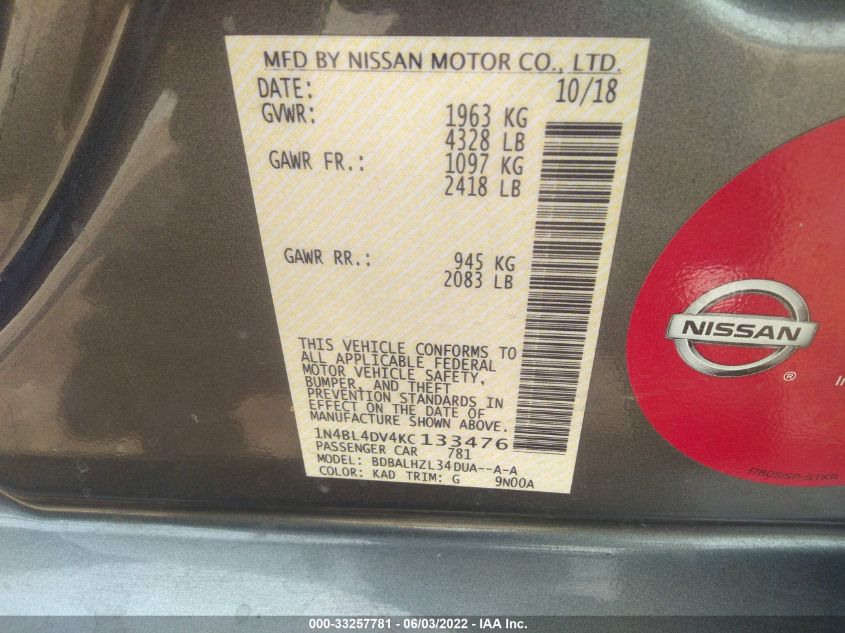 MFD BY NISSAN MOTOR CO., LTD.
DATE: 10/18
GVWR: 1963 KG
4328 LB
GAWR FR.: 1097 KG
2418 LB
GAWR RR.: 945 KG
2083 LB
THIS VEHICLE CONFORMS TO
ALL APPLICABLE FEDERAL
MOTOR VEHICLE SAFETY,
BUMPER, AND THEFT
PREVENTION STANDARDS IN
EFFECT ON THE DATE OF
MANUFACTURE SHOWN ABOVE.
1N4BL4DV4KC133476
PASSENGER CAR 781
MODEL: BDBALHZL34DUA--A-A
COLOR: KAD TRIM: G 9N00A
NISSAN
®
17805ISP-STKR
000-33257781 - 06/03/2022 - IAA Inc.